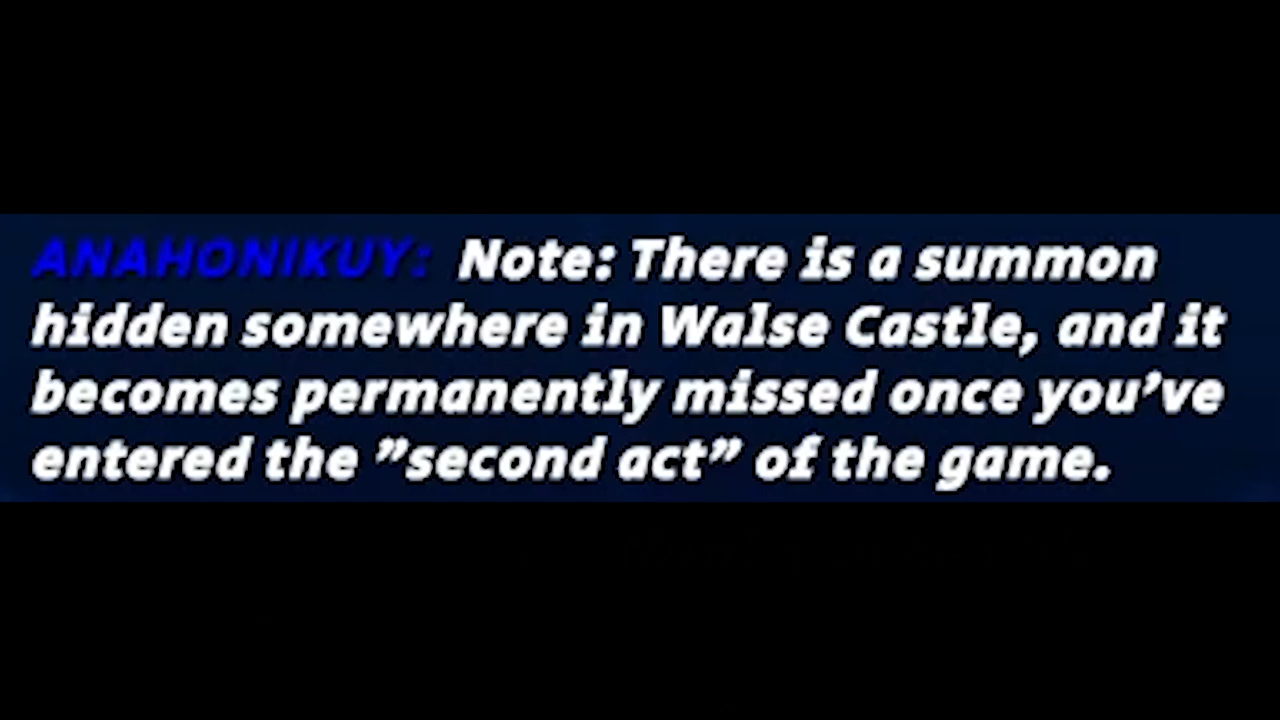 ANAHONIKUY: Note: There is a summon
hidden somewhere in Walse Castle, and it
becomes permanently missed once you’ve
entered the ”second act” of the game.